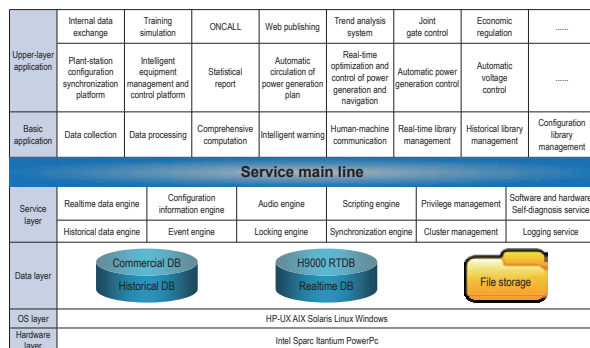 Internal data exchange
Training simulation
ONCALL
Web publishing
Trend analysis system
Joint gate control
Economic regulation
......
Upper-layer application
Plant-station configuration synchronization platform
Intelligent equipment management and control platform
Statistical report
Automatic circulation of power generation plan
Real-time optimization and control of power generation and navigation
Automatic power generation control
Automatic voltage control
......
Basic application
Data collection
Data processing
Comprehensive computation
Intelligent warning
Human-machine communication
Real-time library management
Historical library management
Configuration library management
Service main line
Service layer
Realtime data engine
Configuration information engine
Audio engine
Scripting engine
Privilege management
Software and hardware Self-diagnosis service
Historical data engine
Event engine
Locking engine
Synchronization engine
Cluster management
Logging service
Data layer
Commercial DB
Historical DB
H9000 RTDB
Realtime DB
File storage
OS layer
HP-UX AIX Solaris Linux Windows
Hardware layer
Intel Sparc Itantium PowerPc